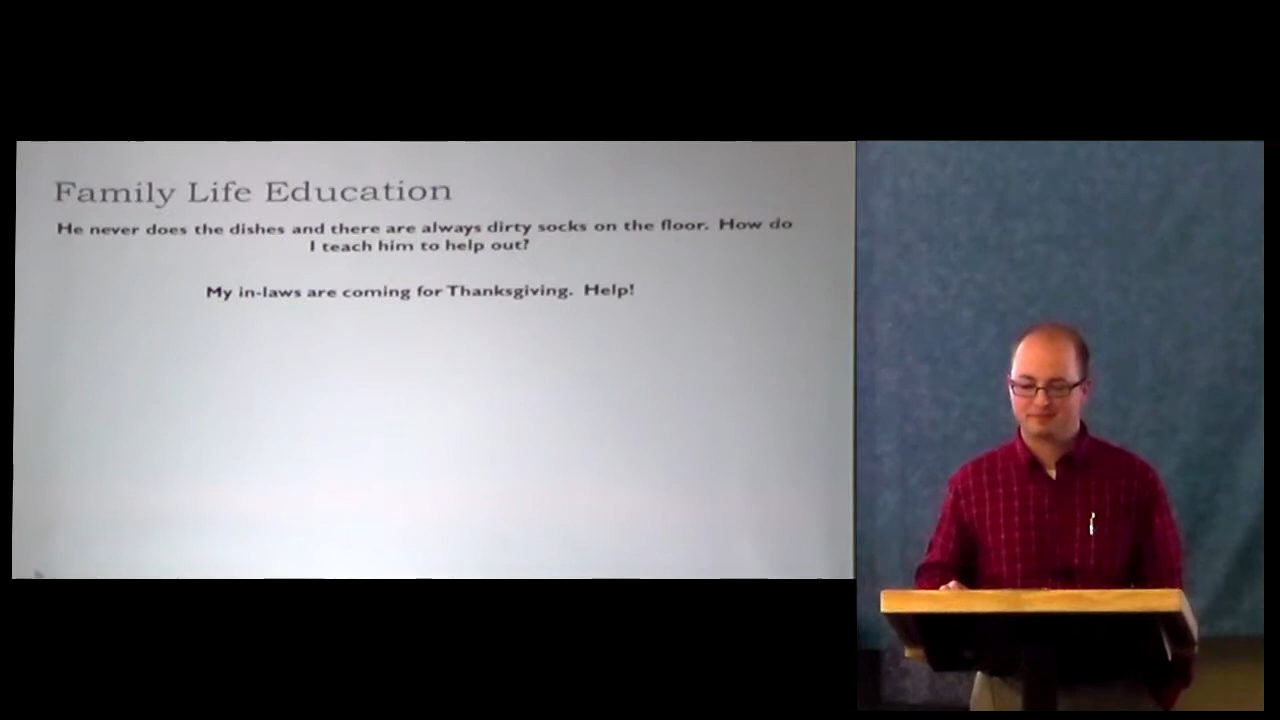 Family Life Education
He never does the dishes and there are always dirty socks on the floor. How do
I teach him to help out?
My in-laws are coming for Thanksgiving. Help!